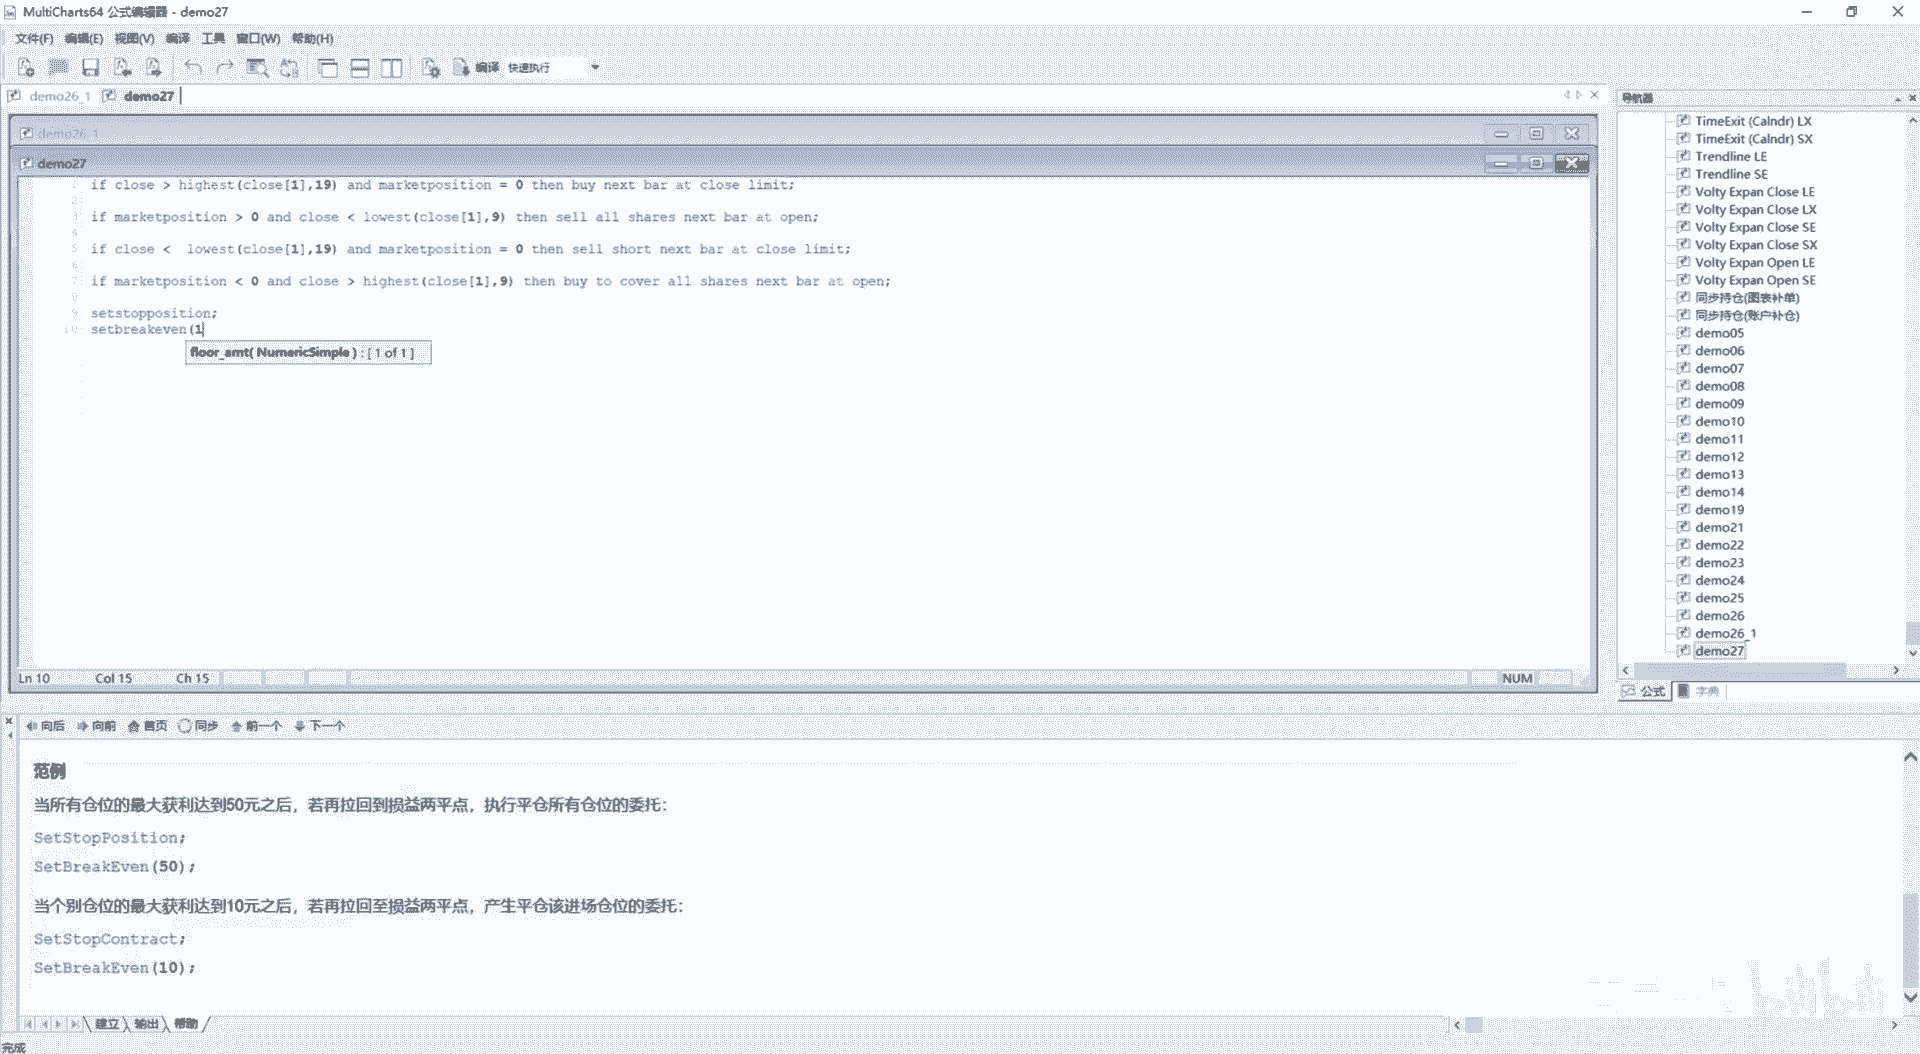 MultiCharts64 公式编辑器 - demo27
文件(F) 编辑(E) 视图(V) 编译 工具 窗口(W) 帮助(H)
编译 快速执行
demo26_1 demo27
导航器
demo26_1
demo27
1 if close > highest(close[1],19) and marketposition = 0 then buy next bar at close limit;
2
3 if marketposition > 0 and close < lowest(close[1],9) then sell all shares next bar at open;
4
5 if close <  lowest(close[1],19) and marketposition = 0 then sell short next bar at close limit;
6
7 if marketposition < 0 and close > highest(close[1],9) then buy to cover all shares next bar at open;
8
9 setstopposition;
10 setbreakeven(1
floor_amt( NumericSimple ) : [ 1 of 1 ]
Ln 10 Col 15 Ch 15 NUM
TimeExit (Calndr) LX
TimeExit (Calndr) SX
Trendline LE
Trendline SE
Volty Expan Close LE
Volty Expan Close LX
Volty Expan Close SE
Volty Expan Close SX
Volty Expan Open LE
Volty Expan Open SE
同步持仓(图表补单)
同步持仓(账户补仓)
demo05
demo06
demo07
demo08
demo09
demo10
demo11
demo12
demo13
demo14
demo19
demo21
demo22
demo23
demo24
demo25
demo26
demo26_1
demo27
公式 字典
向后 向前 首页 同步 前一个 下一个
范例
当所有仓位的最大获利达到50元之后，若再拉回到损益两平点，执行平仓所有仓位的委托：
SetStopPosition;
SetBreakEven(50);
当个别仓位的最大获利达到10元之后，若再拉回至损益两平点，产生平仓该进场仓位的委托：
SetStopContract;
SetBreakEven(10);
建立 输出 帮助
完成
bilibili